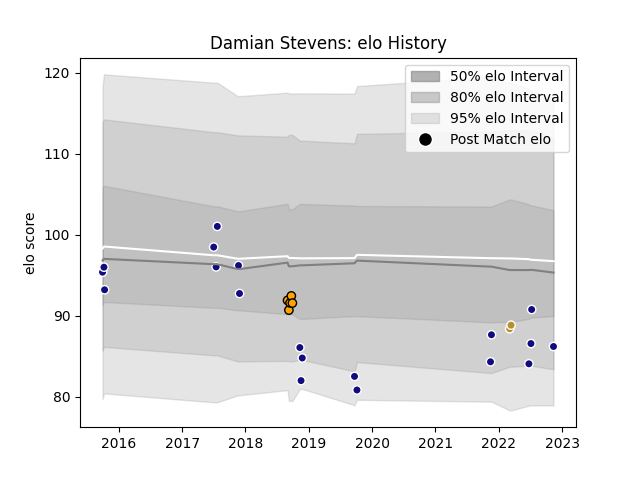 Damian Stevens: elo History
50% elo Interval
80% elo Interval
95% elo Interval
Post Match elo
elo score
120
110
100
90
80
2016
2017
2018
2019
2020
2021
2022
2023